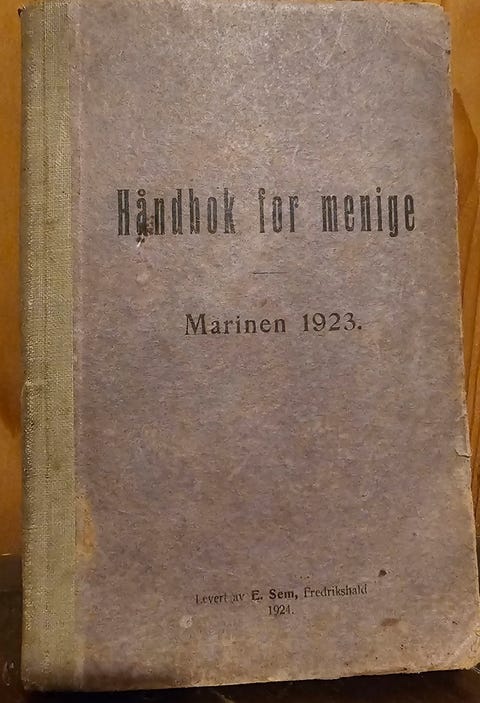 Håndbok for menige
Marinen 1923.
Levert av E. Sem, Fredrikshald
1924.